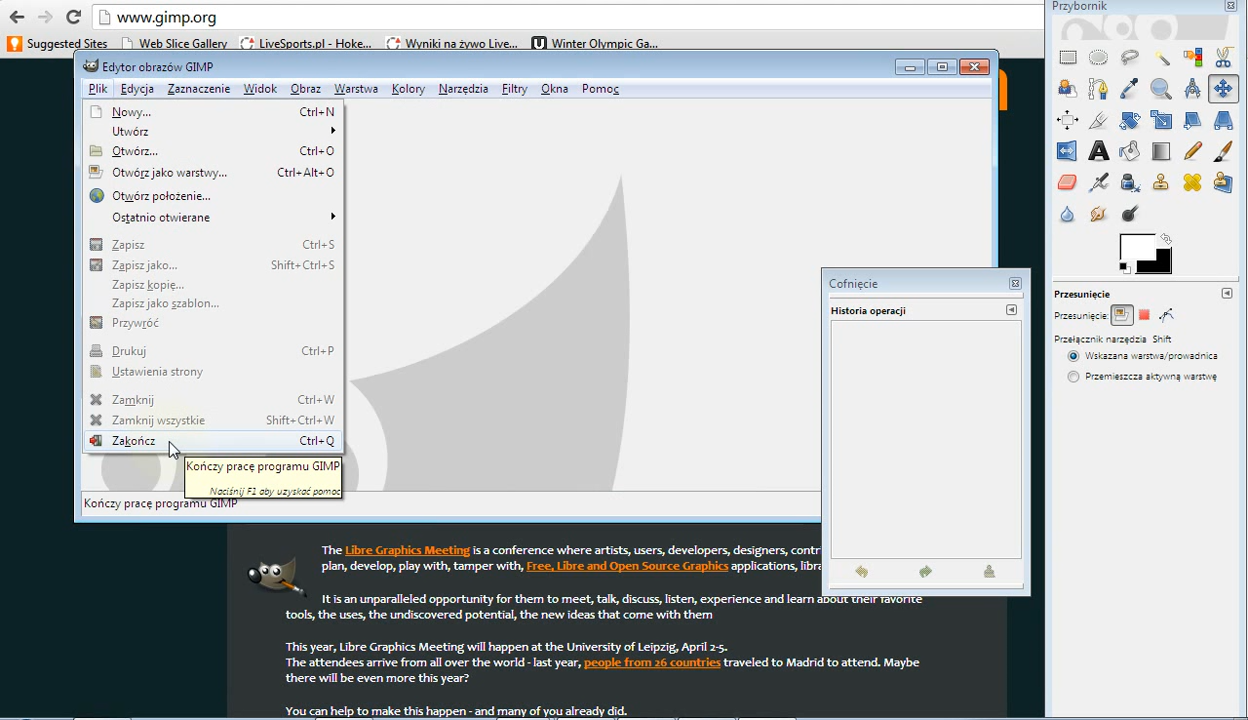 www.gimp.org
Suggested Sites Web Slice Gallery LiveSports.pl - Hoke... Wyniki na żywo Live... Winter Olympic Ga...
Edytor obrazów GIMP
Plik Edycja Zaznaczenie Widok Obraz Warstwa Kolory Narzędzia Filtry Okna Pomoc
Nowy... Ctrl+N
Utwórz
Otwórz... Ctrl+O
Otwórz jako warstwy... Ctrl+Alt+O
Otwórz położenie...
Ostatnio otwierane
Zapisz Ctrl+S
Zapisz jako... Shift+Ctrl+S
Zapisz kopię...
Zapisz jako szablon...
Przywróć
Drukuj Ctrl+P
Ustawienia strony
Zamknij Ctrl+W
Zamknij wszystkie Shift+Ctrl+W
Zakończ Ctrl+Q
Kończy pracę programu GIMP
Naciśnij F1 aby uzyskać pomoc
Kończy pracę programu GIMP
Cofnięcie
Historia operacji
Przybornik
Przesunięcie
Przesunięcie:
Przełącznik narzędzia Shift
Wskazana warstwa/prowadnica
Przemieszcza aktywną warstwę
The Libre Graphics Meeting is a conference where artists, users, developers, designers, contr
plan, develop, play with, tamper with, Free, Libre and Open Source Graphics applications, libra
It is an unparalleled opportunity for them to meet, talk, discuss, listen, experience and learn about their favorite
tools, the uses, the undiscovered potential, the new ideas that come with them
This year, Libre Graphics Meeting will happen at the University of Leipzig, April 2-5.
The attendees arrive from all over the world - last year, people from 26 countries traveled to Madrid to attend. Maybe
there will be even more this year?
You can help to make this happen - and many of you already did.